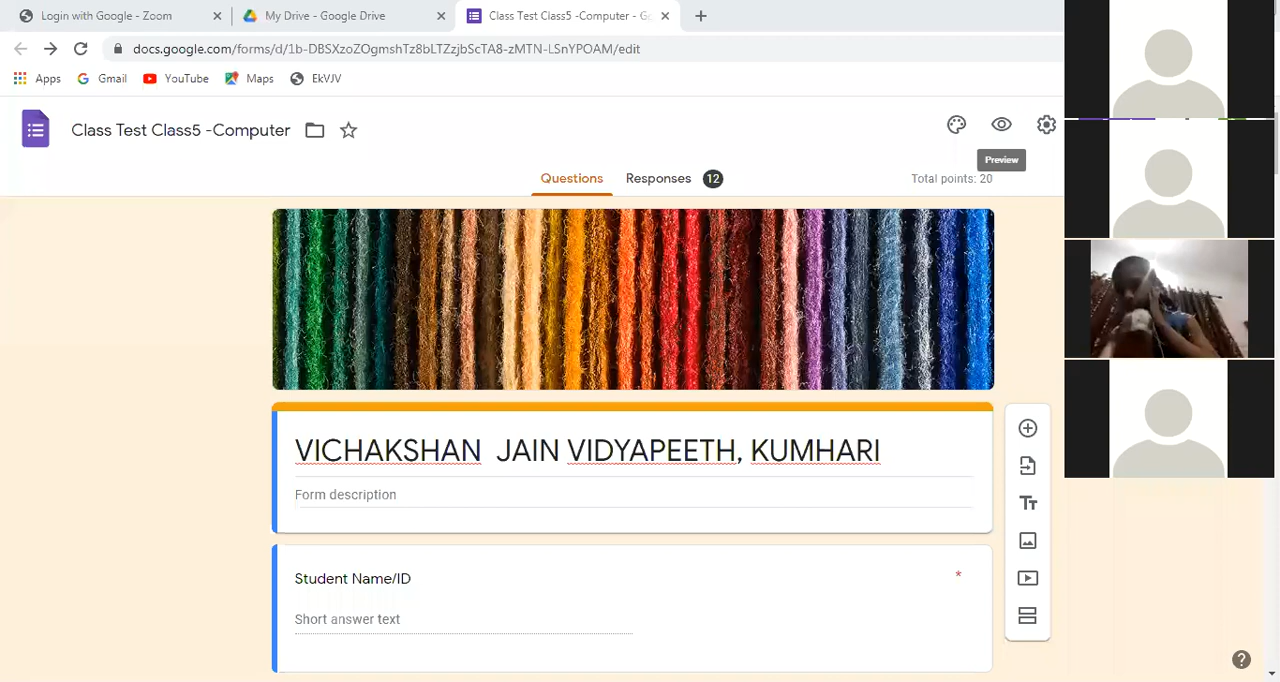 Login with Google - Zoom
My Drive - Google Drive
Class Test Class5 -Computer - Go
docs.google.com/forms/d/1b-DBSXzoZOgmshTz8bLTZzjbScTA8-zMTN-LSnYPOAM/edit
Apps
Gmail
YouTube
Maps
EkVJV
Class Test Class5 -Computer
Preview
Questions
Responses 12
Total points: 20
VICHAKSHAN JAIN VIDYAPEETH, KUMHARI
Form description
Student Name/ID *
Short answer text